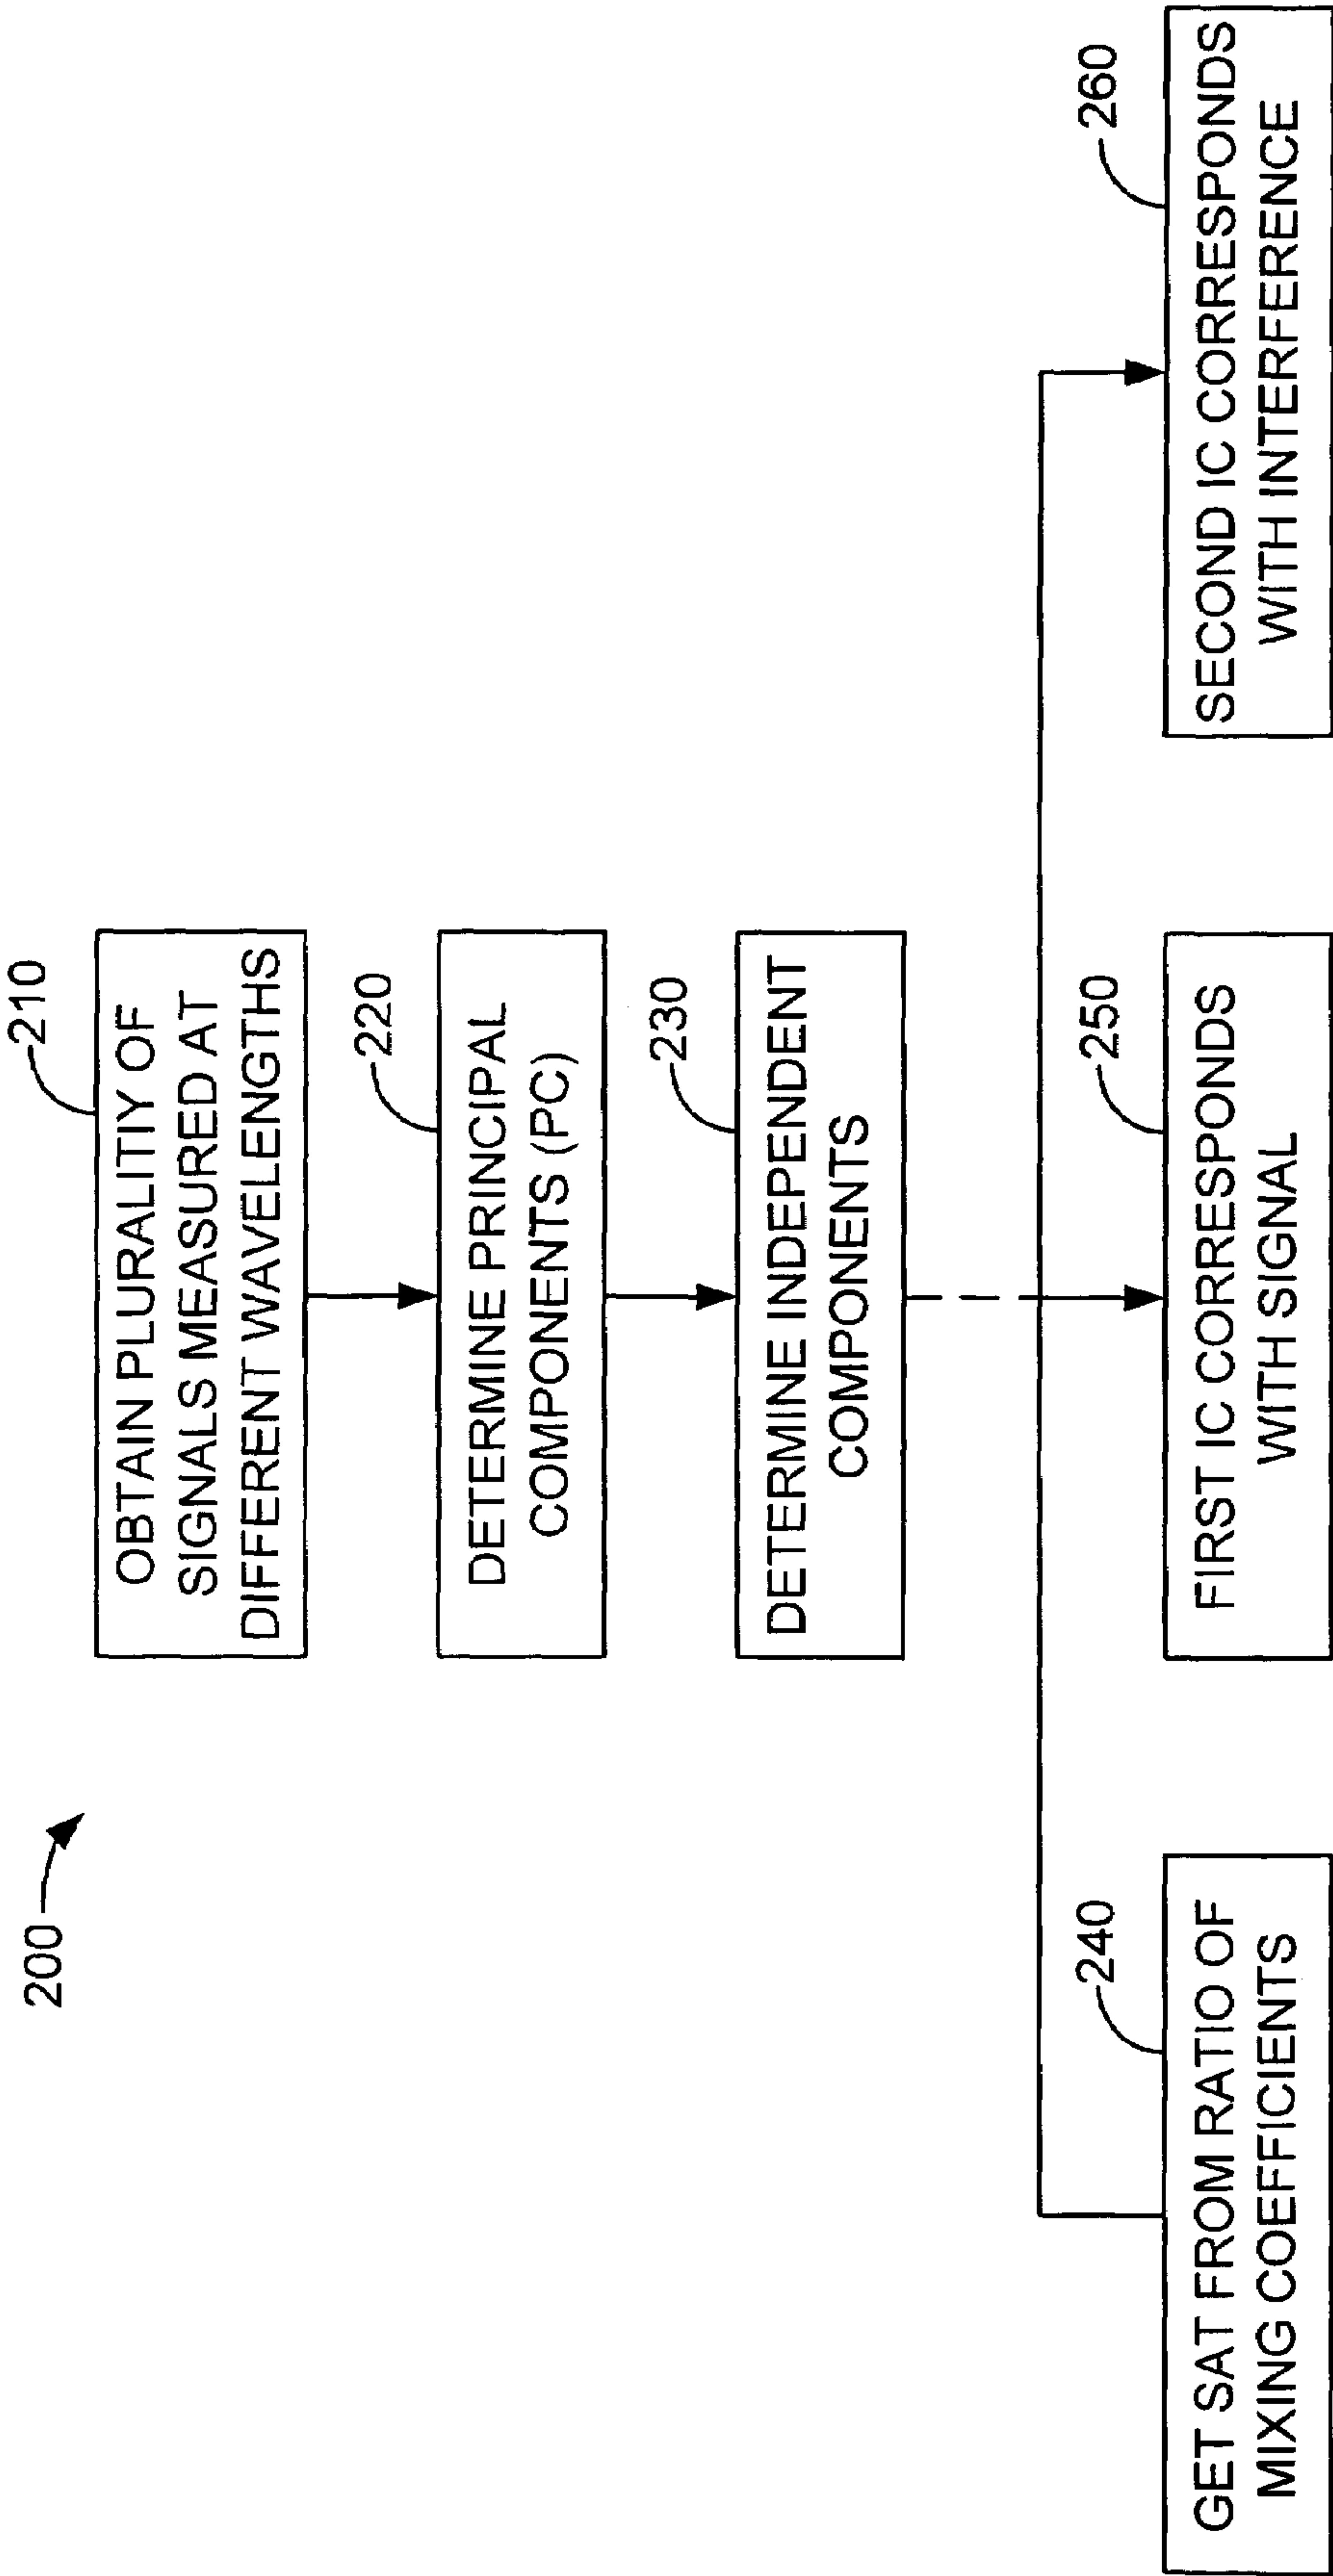 200
210
OBTAIN PLURALITIY OF
SIGNALS MEASURED AT
DIFFERENT WAVELENGTHS
220
DETERMINE PRINCIPAL
COMPONENTS (PC)
230
DETERMINE INDEPENDENT
COMPONENTS
240
GET SAT FROM RATIO OF
MIXING COEFFICIENTS
250
FIRST IC CORRESPONDS
WITH SIGNAL
260
SECOND IC CORRESPONDS
WITH INTERFERENCE